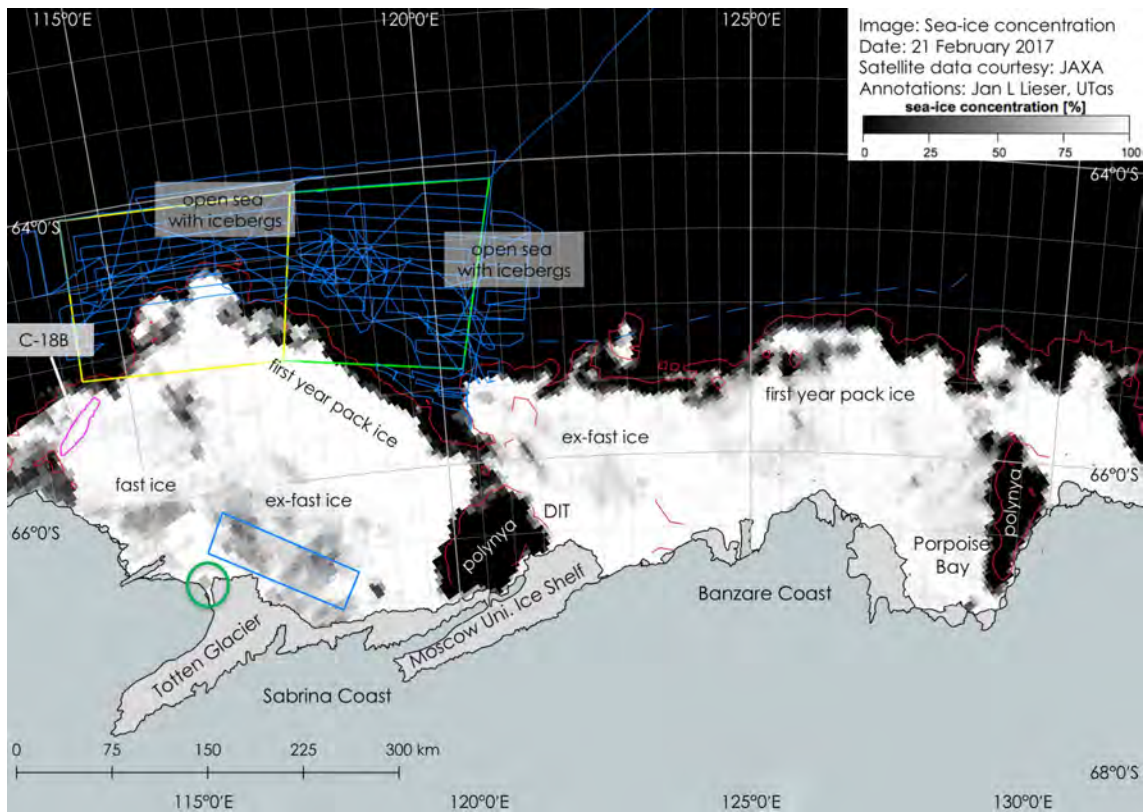 115°0'E
120°0'E
125°0'E
Image: Sea-ice concentration
Date: 21 February 2017
Satellite data courtesy: JAXA
Annotations: Jan L Lieser, UTas
sea-ice concentration [%]
0 25 50 75 100
64°0'S
64°0'S
open sea
with icebergs
open sea
with icebergs
C-18B
first year pack ice
first year pack ice
ex-fast ice
fast ice
ex-fast ice
66°0'S
66°0'S
polynya
DIT
polynya
Porpoise
Bay
Banzare Coast
Moscow Uni. Ice Shelf
Totten Glacier
Sabrina Coast
0 75 150 225 300 km
68°0'S
115°0'E
120°0'E
125°0'E
130°0'E